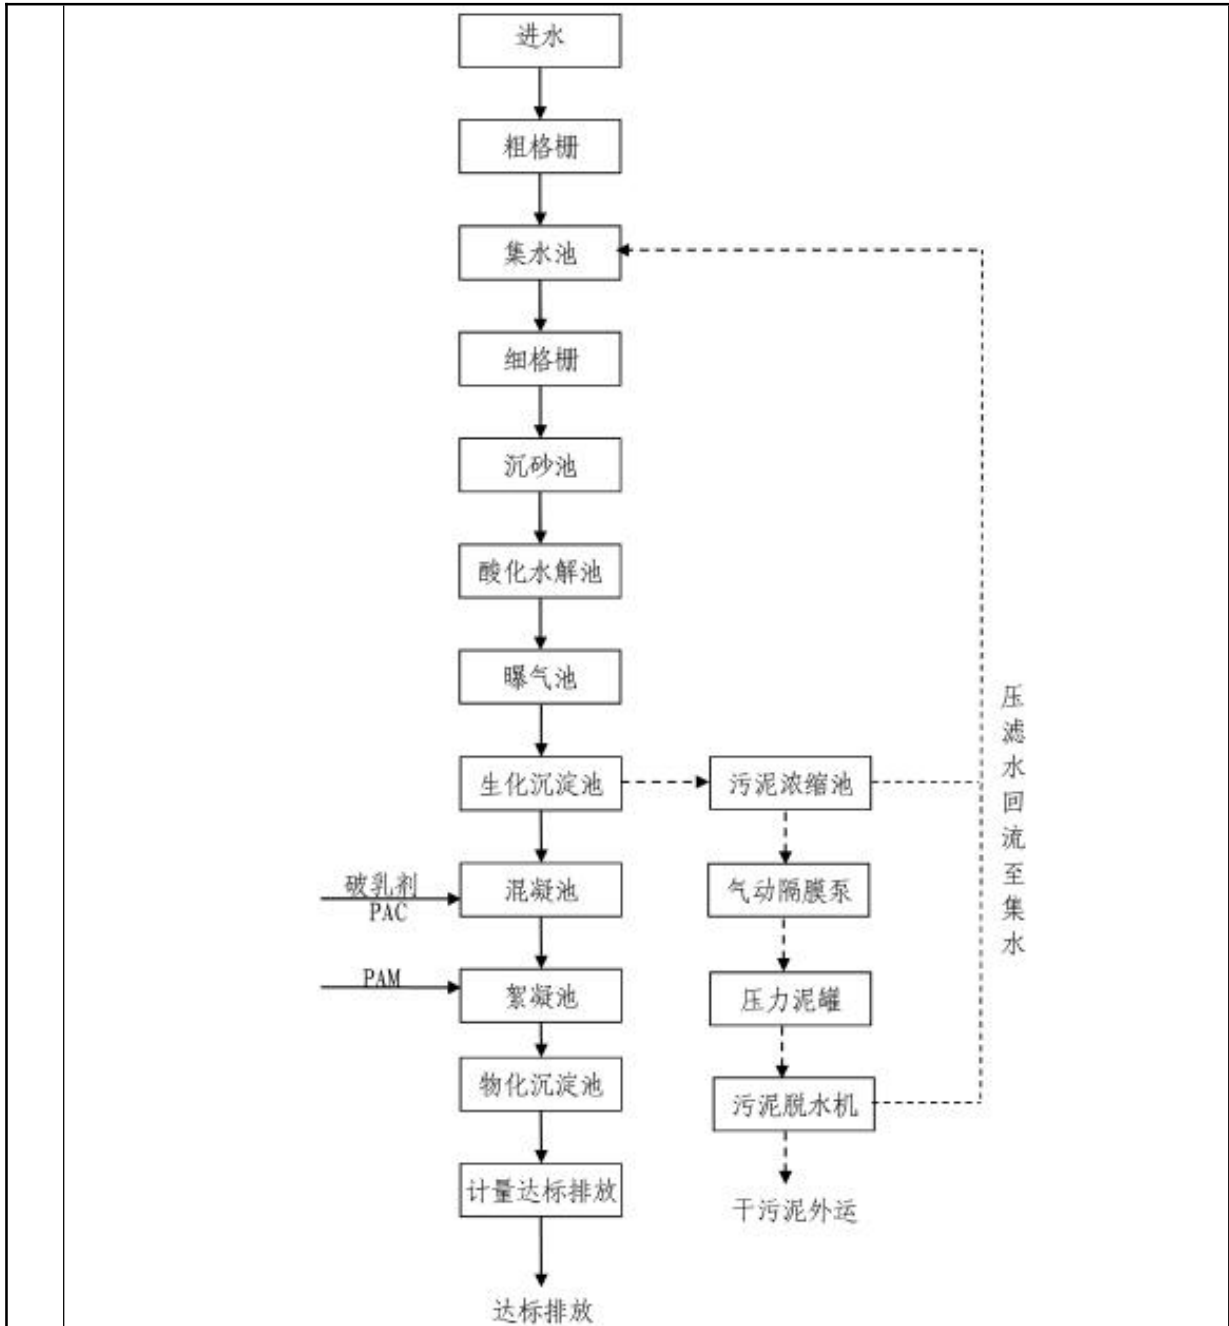 进水
粗格栅
集水池
细格栅
沉砂池
酸化水解池
曝气池
生化沉淀池
污泥浓缩池
压滤水回流至集水
破乳剂
PAC
混凝池
气动隔膜泵
PAM
絮凝池
压力泥罐
物化沉淀池
污泥脱水机
计量达标排放
干污泥外运
达标排放